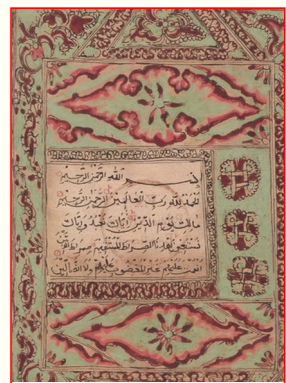 بسم الله الرحمن الرحيم
الحمد لله رب العالمين الرحمن الرحيم
مالك يوم الدين إياك نعبد وإياك
نستعين اهدنا الصراط المستقيم صراط الذين
أنعمت عليهم غير المغضوب عليهم ولا الضالين